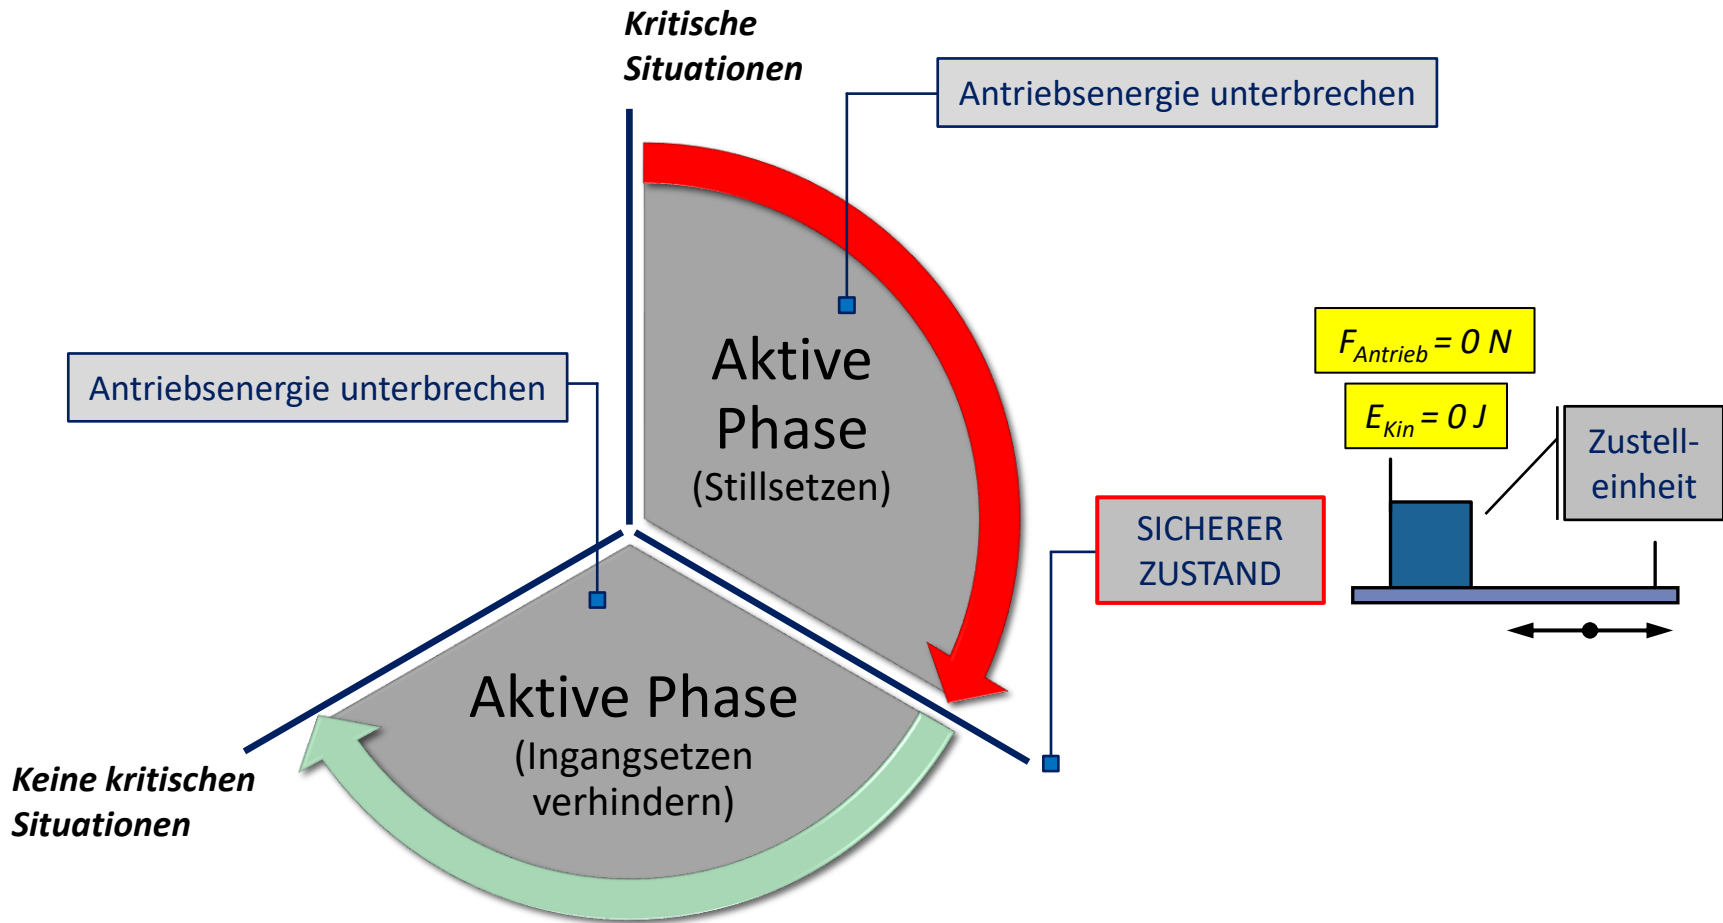 Kritische
Situationen
Antriebsenergie unterbrechen
Aktive
Phase
(Stillsetzen)
Antriebsenergie unterbrechen
F_Antrieb = 0 N
E_Kin = 0 J
Zustell-
einheit
SICHERER
ZUSTAND
Aktive Phase
(Ingangsetzen
verhindern)
Keine kritischen
Situationen